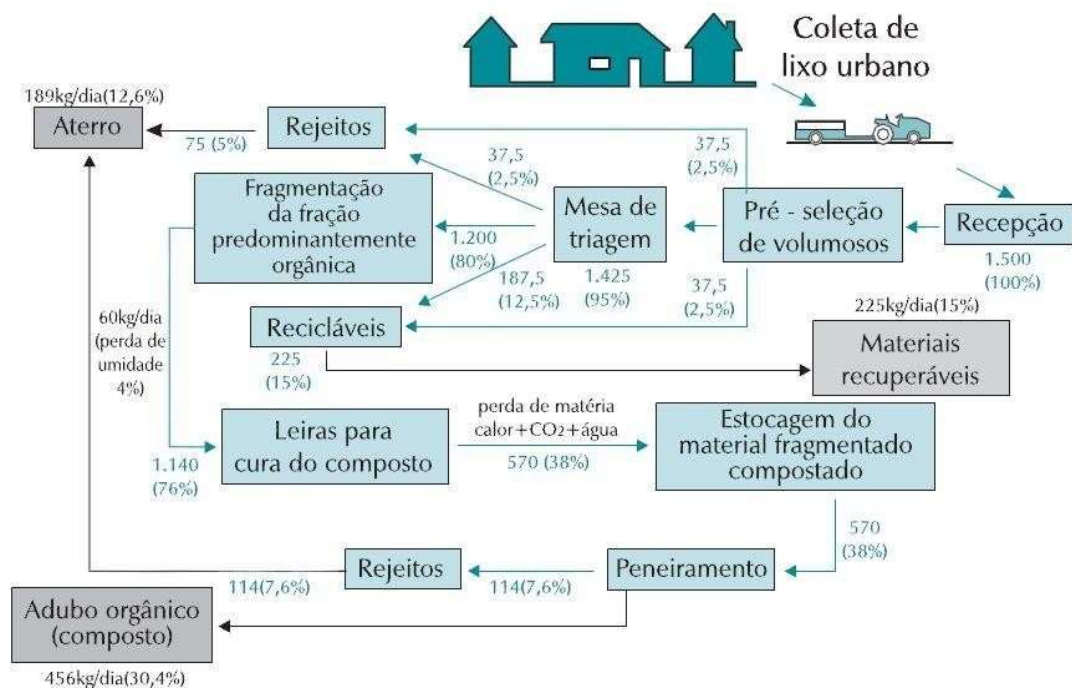 Coleta de
lixo urbano
189kg/dia(12,6%)
Aterro
75 (5%)
Rejeitos
37,5
(2,5%)
37,5
(2,5%)
Fragmentação
da fração
predominantemente
orgânica
1.200
(80%)
Mesa de
triagem
1.425
(95%)
Pré - seleção
de volumosos
Recepção
1.500
(100%)
187,5
(12,5%)
37,5
(2,5%)
Recicláveis
225
(15%)
225kg/dia(15%)
Materiais
recuperáveis
60kg/dia
(perda de
umidade
4%)
1.140
(76%)
Leiras para
cura do composto
perda de matéria
calor+CO2+água
570 (38%)
Estocagem do
material fragmentado
compostado
570
(38%)
Peneiramento
114(7,6%)
Rejeitos
114(7,6%)
Adubo orgânico
(composto)
456kg/dia(30,4%)